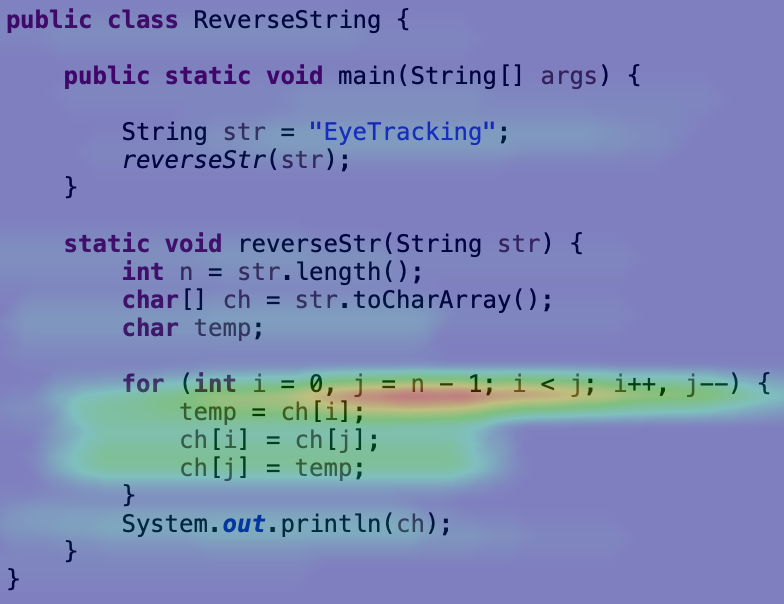 public class ReverseString {
public static void main(String[] args) {
String str = "EyeTracking";
reverseStr(str);
}
static void reverseStr(String str) {
int n = str.length();
char[] ch = str.toCharArray();
char temp;
for (int i = 0, j = n - 1; i < j; i++, j--) {
temp = ch[i];
ch[i] = ch[j];
ch[j] = temp;
}
System.out.println(ch);
}
}